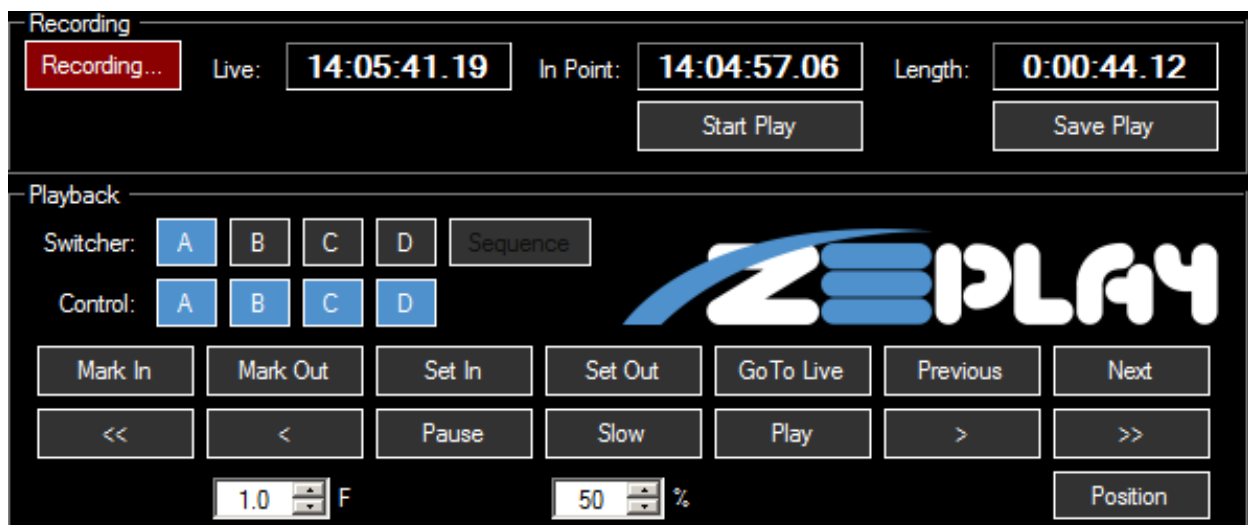 Recording
Recording... Live: 14:05:41.19 In Point: 14:04:57.06 Length: 0:00:44.12
Start Play Save Play
Playback
Switcher: A B C D Sequence
ZEPLAY
Control: A B C D
Mark In Mark Out Set In Set Out GoTo Live Previous Next
<< < Pause Slow Play > >>
1.0 F 50 % Position